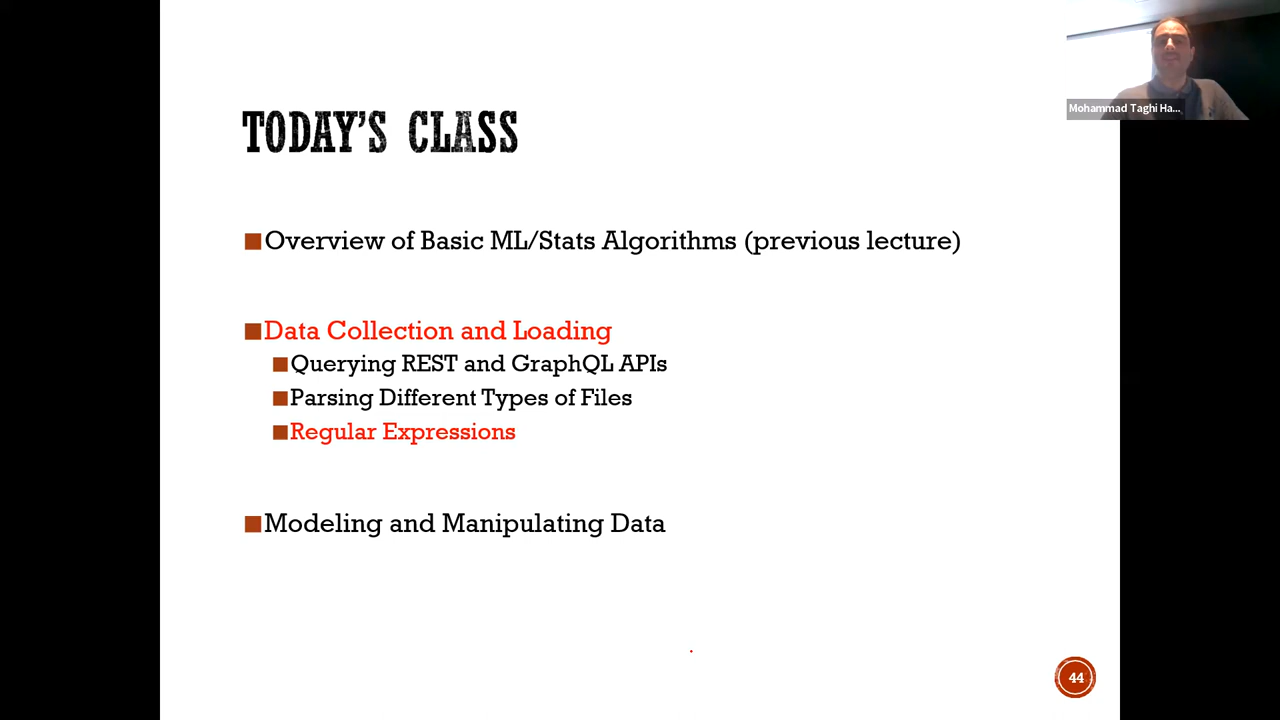 TODAY'S CLASS
Overview of Basic ML/Stats Algorithms (previous lecture)
Data Collection and Loading
Querying REST and GraphQL APIs
Parsing Different Types of Files
Regular Expressions
Modeling and Manipulating Data
44
Mohammad Taghi Ha...